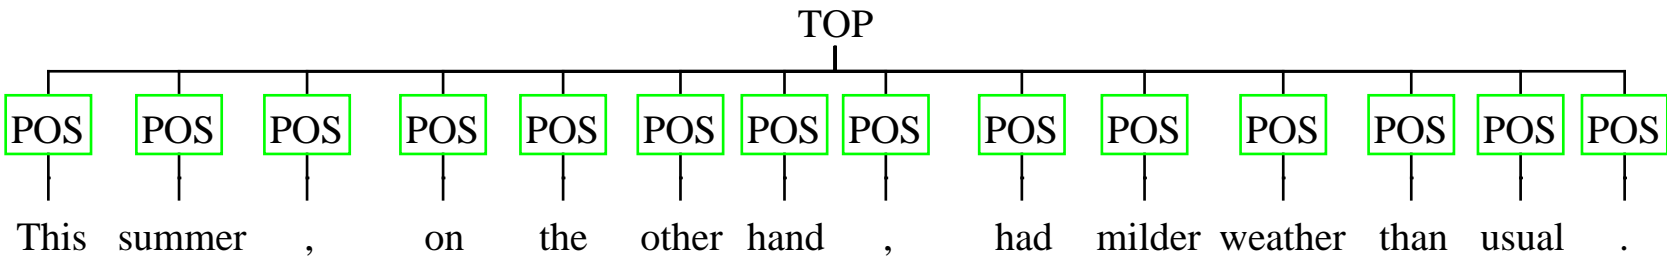 TOP
POS POS POS POS POS POS POS POS POS POS POS POS POS POS
This summer , on the other hand , had milder weather than usual .